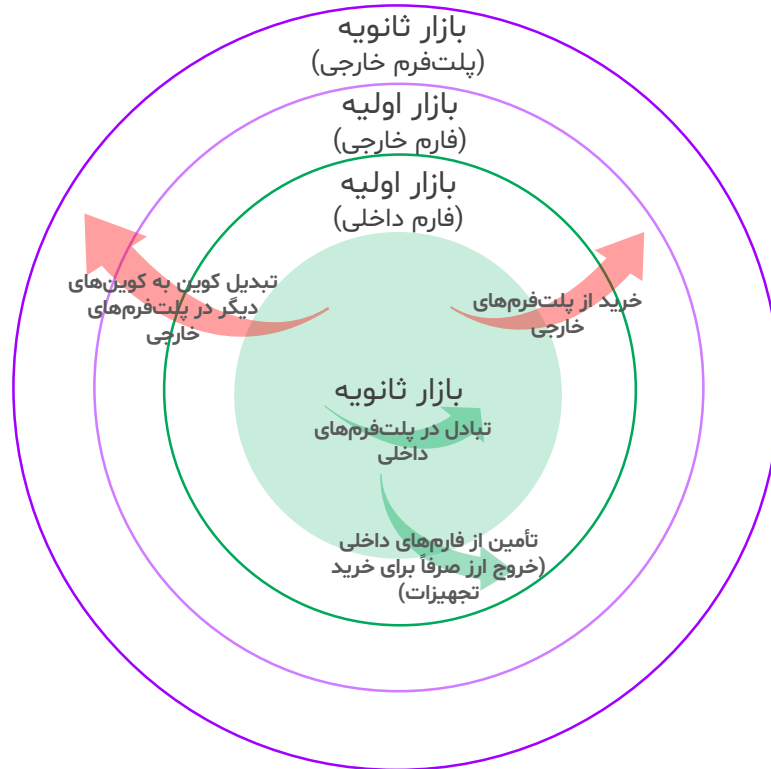 بازار ثانویه
(پلت‌فرم خارجی)
بازار اولیه
(فارم خارجی)
بازار اولیه
(فارم داخلی)
تبدیل کوین به کوین‌های
دیگر در پلت‌فرم‌های
خارجی
خرید از پلت‌فرم‌های
خارجی
بازار ثانویه
تبادل در پلت‌فرم‌های
داخلی
تأمین از فارم‌های داخلی
(خروج ارز صرفاً برای خرید
تجهیزات)